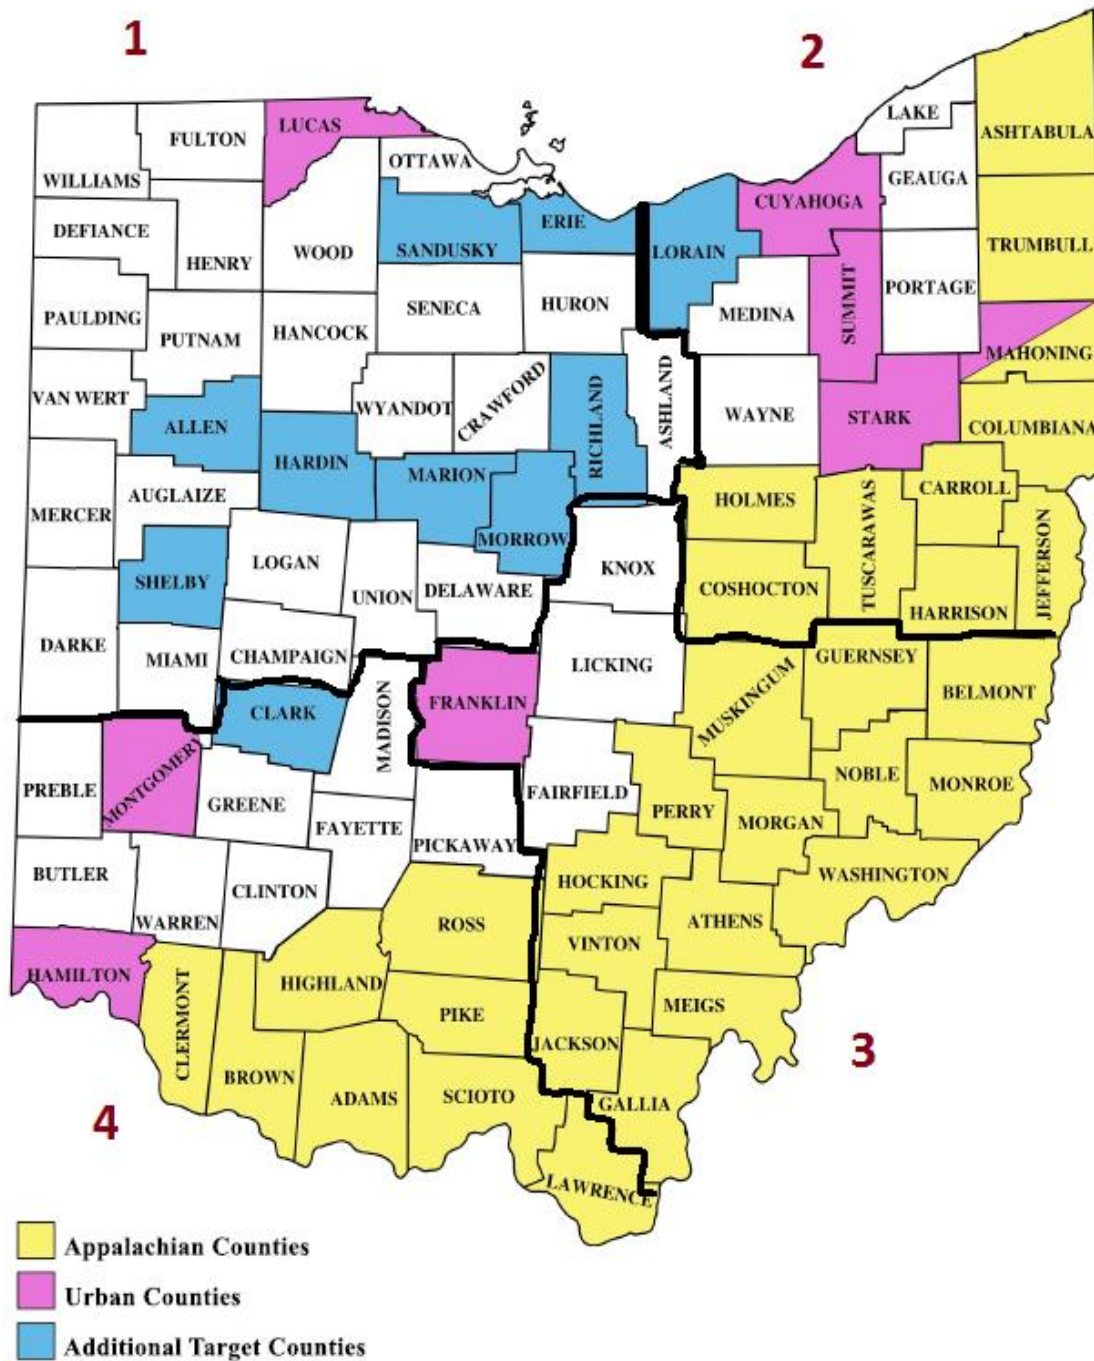 1
2
WILLIAMS
FULTON
LUCAS
OTTAWA
LAKE
ASHTABULA
GEAUGA
CUYAHOGA
DEFIANCE
HENRY
WOOD
SANDUSKY
ERIE
LORAIN
TRUMBULL
PORTAGE
SUMMIT
MEDINA
PAULDING
PUTNAM
HANCOCK
SENECA
HURON
MAHONING
VAN WERT
ALLEN
WYANDOT
CRAWFORD
RICHLAND
ASHLAND
WAYNE
STARK
COLUMBIANA
HARDIN
MARION
MERCER
AUGLAIZE
MORROW
HOLMES
TUSCARAWAS
CARROLL
JEFFERSON
SHELBY
LOGAN
UNION
DELAWARE
KNOX
COSHOCTON
HARRISON
DARKE
MIAMI
CHAMPAIGN
LICKING
MUSKINGUM
GUERNSEY
BELMONT
CLARK
MADISON
FRANKLIN
PREBLE
MONTGOMERY
GREENE
FAYETTE
PICKAWAY
FAIRFIELD
PERRY
MORGAN
NOBLE
MONROE
BUTLER
WARREN
CLINTON
ROSS
HOCKING
ATHENS
WASHINGTON
HAMILTON
CLERMONT
HIGHLAND
PIKE
VINTON
MEIGS
BROWN
ADAMS
SCIOTO
JACKSON
GALLIA
LAWRENCE
3
4
Appalachian Counties
Urban Counties
Additional Target Counties